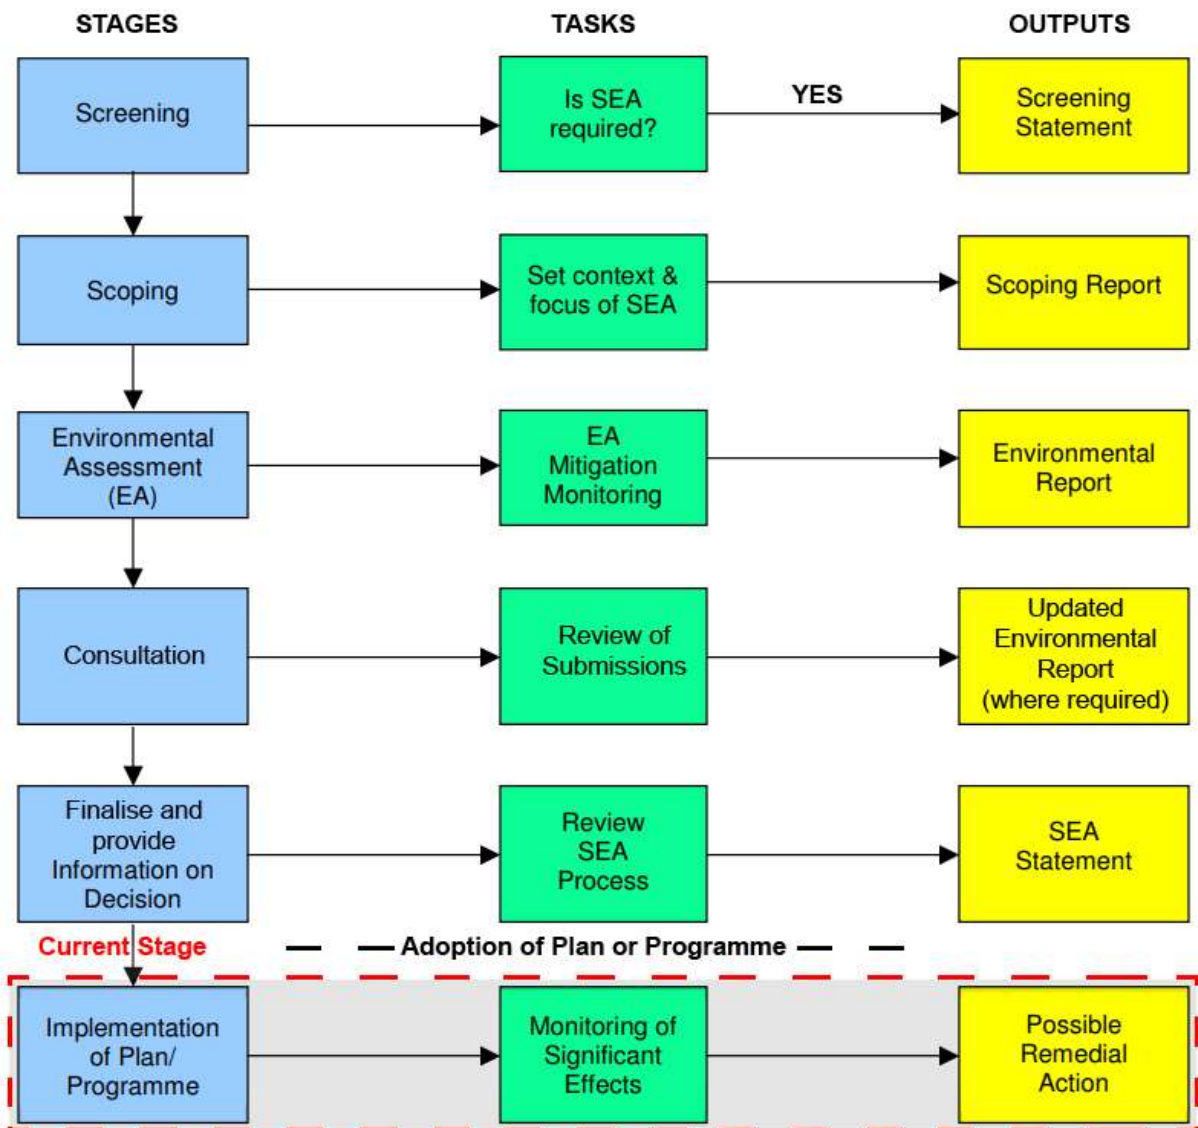 STAGES TASKS OUTPUTS
Screening
Is SEA
required?
YES
Screening
Statement
Scoping
Set context &
focus of SEA
Scoping Report
Environmental
Assessment
(EA)
EA
Mitigation
Monitoring
Environmental
Report
Consultation
Review of
Submissions
Updated
Environmental
Report
(where required)
Finalise and
provide
Information on
Decision
Review
SEA
Process
SEA
Statement
Current Stage
Adoption of Plan or Programme
Implementation
of Plan/
Programme
Monitoring of
Significant
Effects
Possible
Remedial
Action